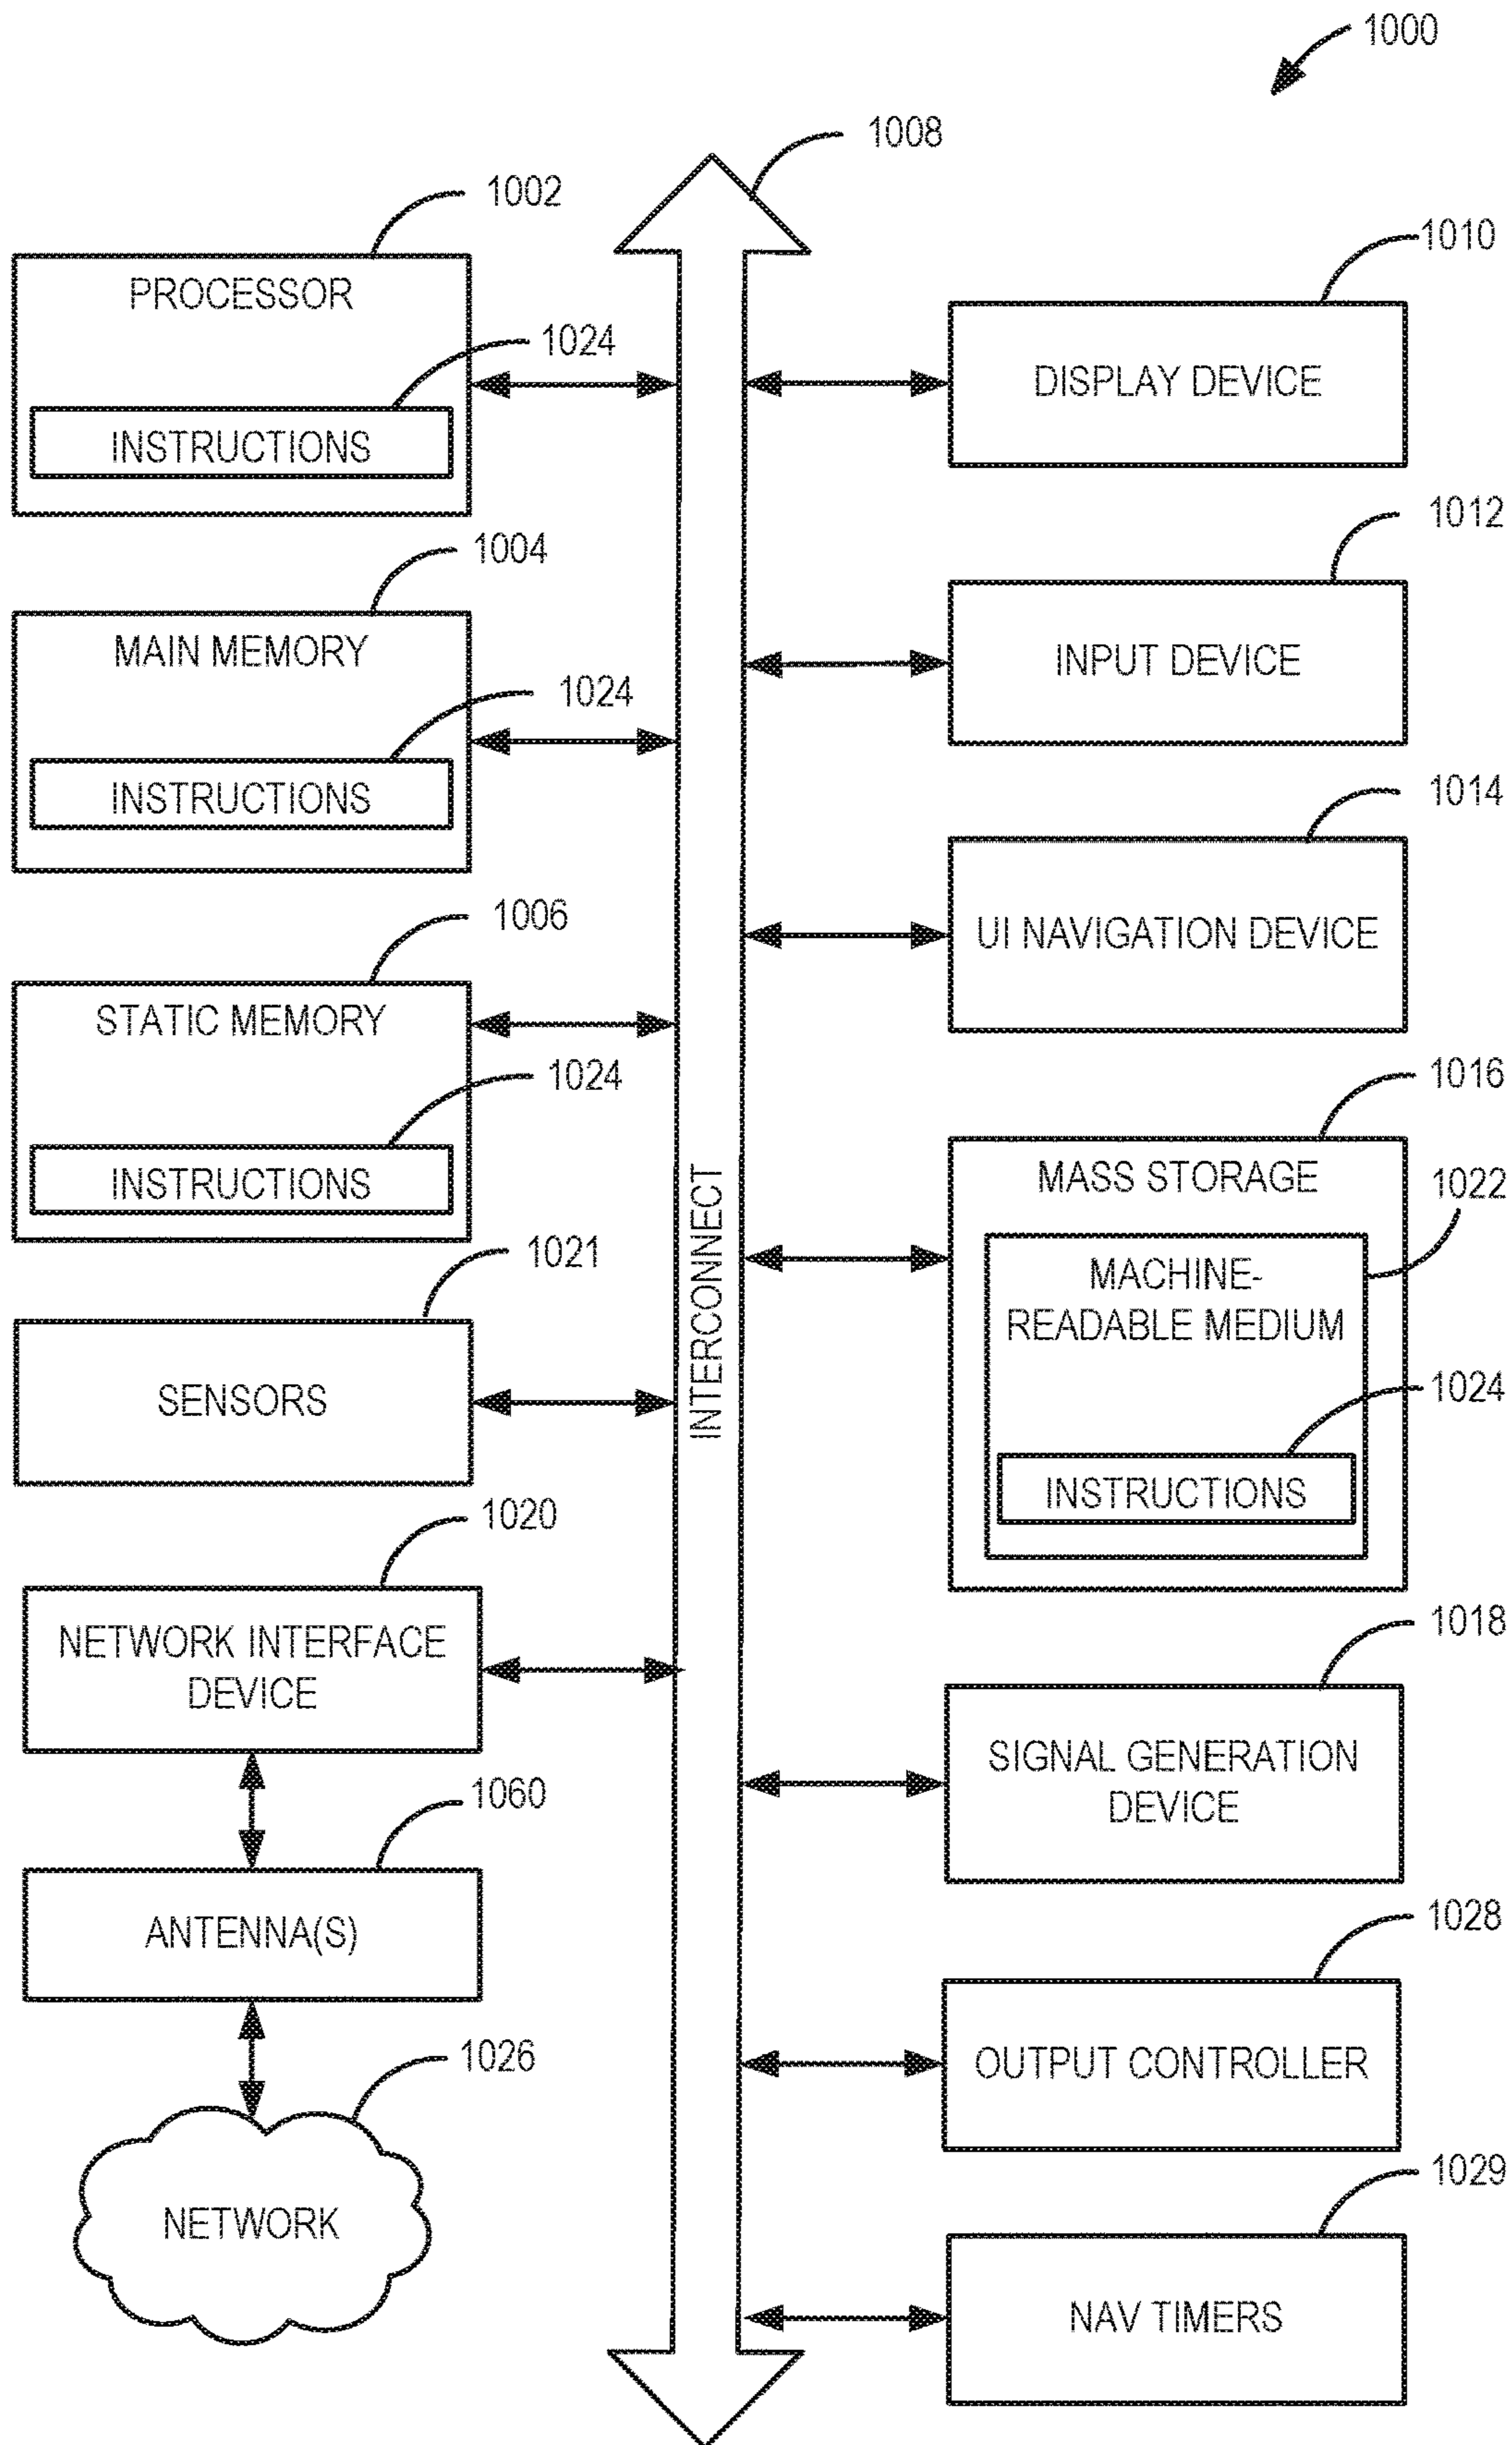 1000
1008
1002
PROCESSOR
1024
INSTRUCTIONS
1004
MAIN MEMORY
1024
INSTRUCTIONS
1006
STATIC MEMORY
1024
INSTRUCTIONS
1021
SENSORS
1020
NETWORK INTERFACE
DEVICE
1060
ANTENNA(S)
1026
NETWORK
INTERCONNECT
1010
DISPLAY DEVICE
1012
INPUT DEVICE
1014
UI NAVIGATION DEVICE
1016
MASS STORAGE
1022
MACHINE-
READABLE MEDIUM
1024
INSTRUCTIONS
1018
SIGNAL GENERATION
DEVICE
1028
OUTPUT CONTROLLER
1029
NAV TIMERS